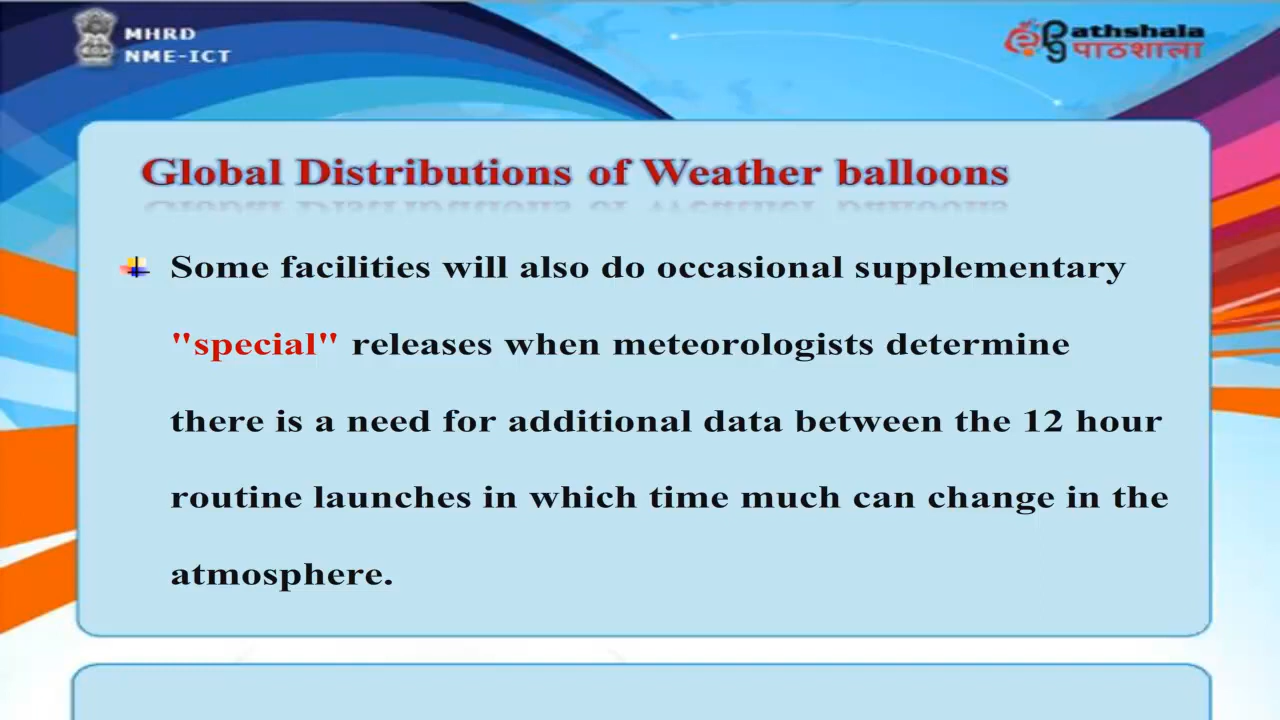 MHRD
NME-ICT
e pg athshala
पाठशाला
Global Distributions of Weather balloons
Some facilities will also do occasional supplementary
"special" releases when meteorologists determine
there is a need for additional data between the 12 hour
routine launches in which time much can change in the
atmosphere.